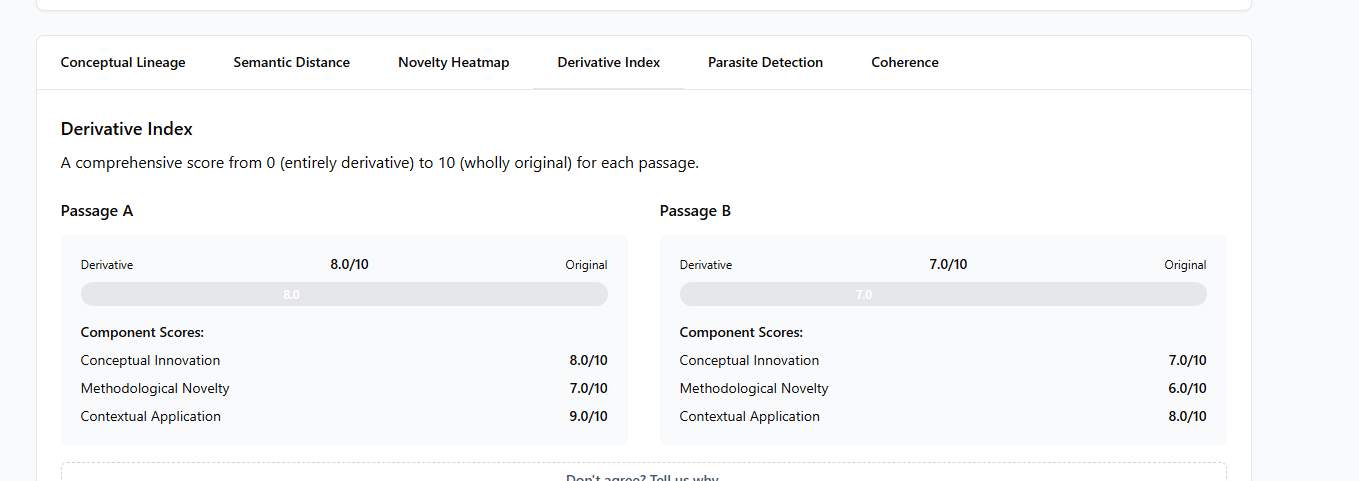 Conceptual Lineage Semantic Distance Novelty Heatmap Derivative Index Parasite Detection Coherence
Derivative Index
A comprehensive score from 0 (entirely derivative) to 10 (wholly original) for each passage.
Passage A
Derivative 8.0/10 Original
8.0
Component Scores:
Conceptual Innovation 8.0/10
Methodological Novelty 7.0/10
Contextual Application 9.0/10
Passage B
Derivative 7.0/10 Original
7.0
Component Scores:
Conceptual Innovation 7.0/10
Methodological Novelty 6.0/10
Contextual Application 8.0/10
Don't agree? Tell us why